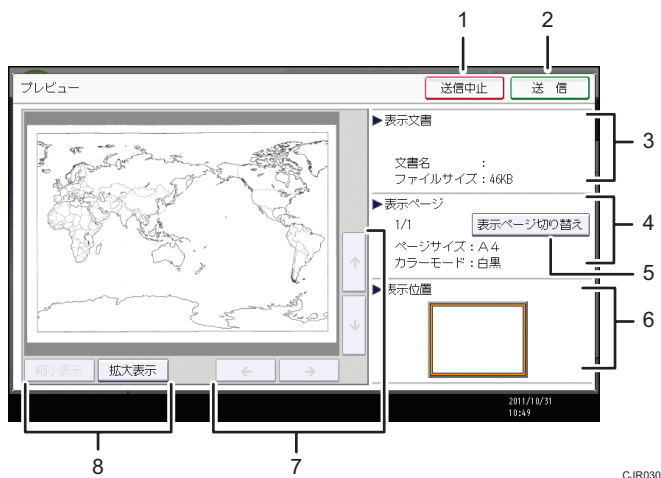 1 2
プレビュー 送信中止 送 信
▶表示文書
3
文書名 :
ファイルサイズ：46KB
▶表示ページ
4
1/1 表示ページ切り替え
ページサイズ：A4
カラーモード：白黒
5
▶表示位置
6
縮小表示 拡大表示 ← →
↑
↓
2011/10/31
10:49
8 7
CJR030